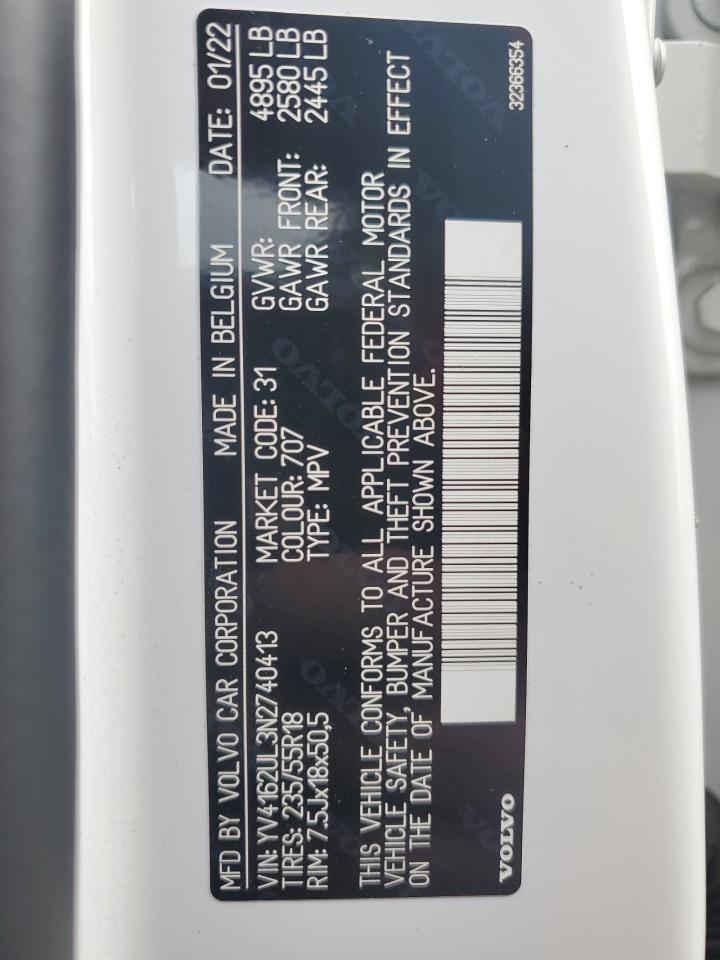 MFD BY VOLVO CAR CORPORATION MADE IN BELGIUM DATE: 01/22
VIN: YV4162UL3N2740413 MARKET CODE: 31 GVWR: 4895 LB
TIRES: 235/55R18 COLOUR: 707 GAWR FRONT: 2580 LB
RIM: 7.5Jx18x50,5 TYPE: MPV GAWR REAR: 2445 LB
THIS VEHICLE CONFORMS TO ALL APPLICABLE FEDERAL MOTOR
VEHICLE SAFETY, BUMPER AND THEFT PREVENTION STANDARDS IN EFFECT
ON THE DATE OF MANUFACTURE SHOWN ABOVE.
VOLVO 32366354